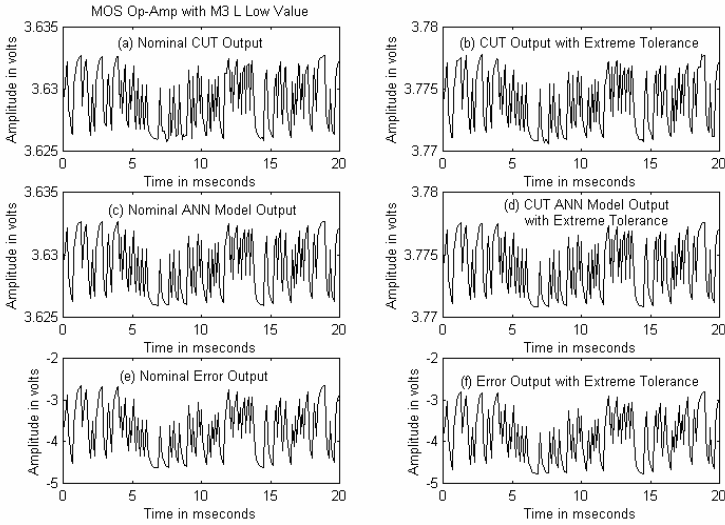 MOS Op-Amp with M3 L Low Value
3.635
(a) Nominal CUT Output
Amplitude in volts
3.63
3.625
0 5 10 15 20
Time in mseconds
3.78
(b) CUT Output with Extreme Tolerance
Amplitude in volts
3.775
3.77
0 5 10 15 20
Time in mseconds
3.635
(c) Nominal ANN Model Output
Amplitude in volts
3.63
3.625
0 5 10 15 20
Time in mseconds
3.78
(d) CUT ANN Model Output
with Extreme Tolerance
Amplitude in volts
3.775
3.77
0 5 10 15 20
Time in mseconds
-2
(e) Nominal Error Output
Amplitude in volts
-3
-4
-5
0 5 10 15 20
Time in mseconds
-2
(f) Error Output with Extreme Tolerance
Amplitude in volts
-3
-4
-5
0 5 10 15 20
Time in mseconds